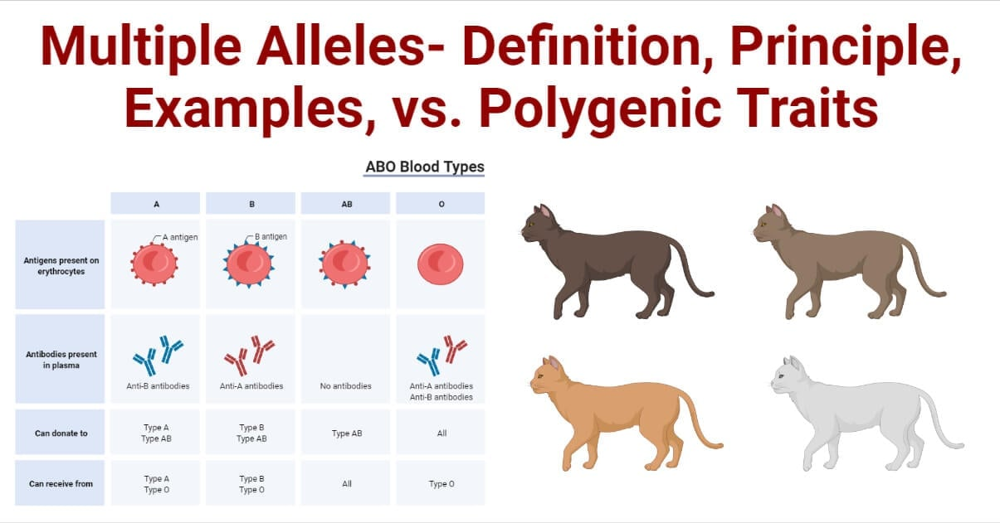 Multiple Alleles- Definition, Principle,
Examples, vs. Polygenic Traits
ABO Blood Types
A B AB O
A antigen B antigen
Antigens present on
erythrocytes
Antibodies present
in plasma
Anti-B antibodies Anti-A antibodies No antibodies Anti-A antibodies
Anti-B antibodies
Can donate to
Type A Type B Type AB All
Type AB Type AB
Can receive from
Type A Type B All Type O
Type O Type O